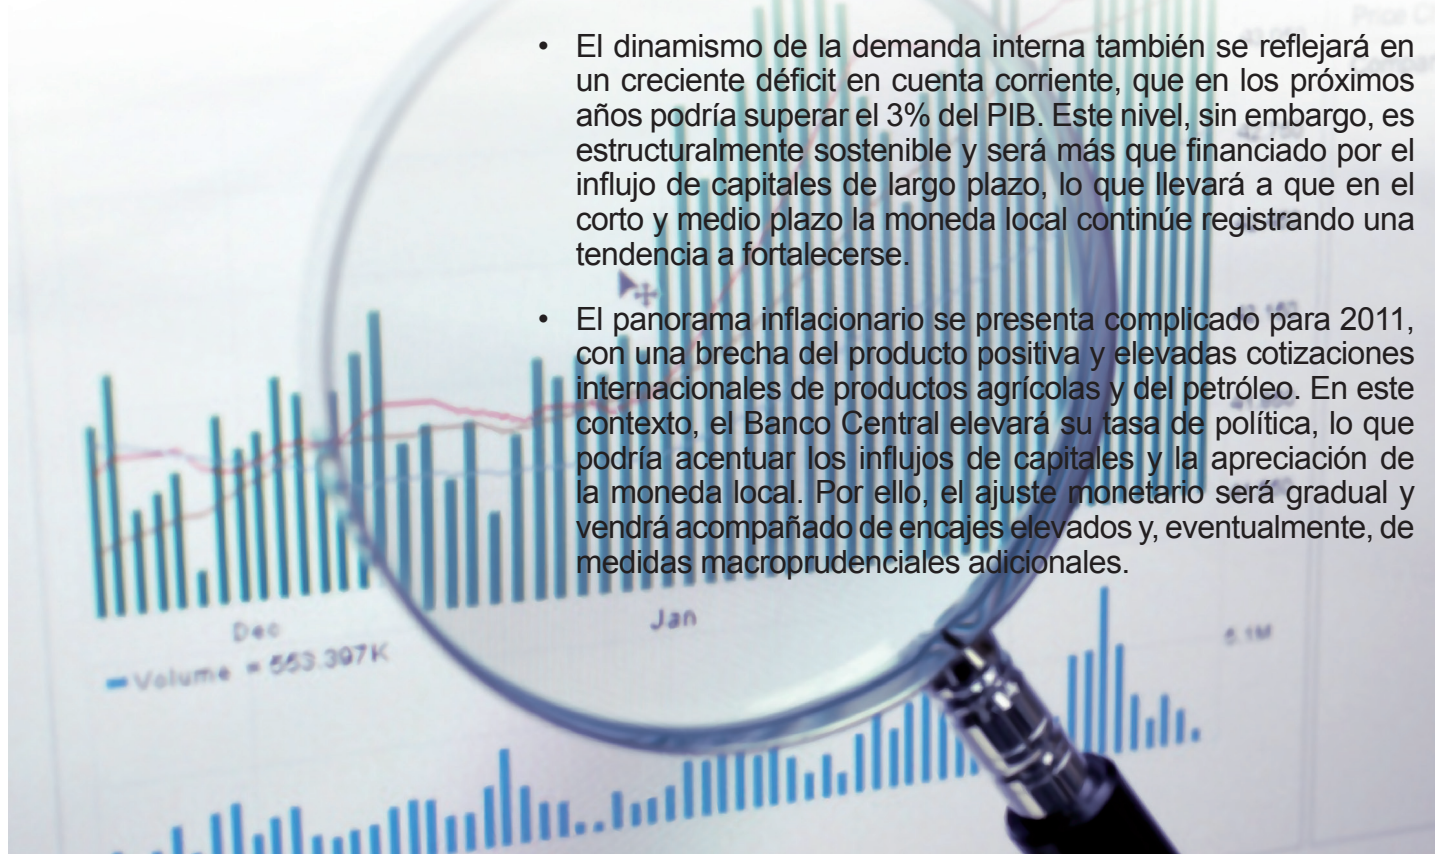 • El dinamismo de la demanda interna también se reflejará en
un creciente déficit en cuenta corriente, que en los próximos
años podría superar el 3% del PIB. Este nivel, sin embargo, es
estructuralmente sostenible y será más que financiado por el
influjo de capitales de largo plazo, lo que llevará a que en el
corto y medio plazo la moneda local continúe registrando una
tendencia a fortalecerse.
• El panorama inflacionario se presenta complicado para 2011,
con una brecha del producto positiva y elevadas cotizaciones
internacionales de productos agrícolas y del petróleo. En este
contexto, el Banco Central elevará su tasa de política, lo que
podría acentuar los influjos de capitales y la apreciación de
la moneda local. Por ello, el ajuste monetario será gradual y
vendrá acompañado de encajes elevados y, eventualmente, de
medidas macroprudenciales adicionales.
Dec
Jan
Volume = 553.397K
5.1M